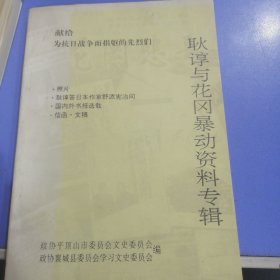 献给
为抗日战争而捐躯的先烈们
耿谆与花冈暴动资料专辑
·照片
·耿谆答日本作家野添宪治问
·国内外书报选载
·信函·文稿
政协平顶山市委员会文史委员会
政协襄城县委员会学习文史委员会
编